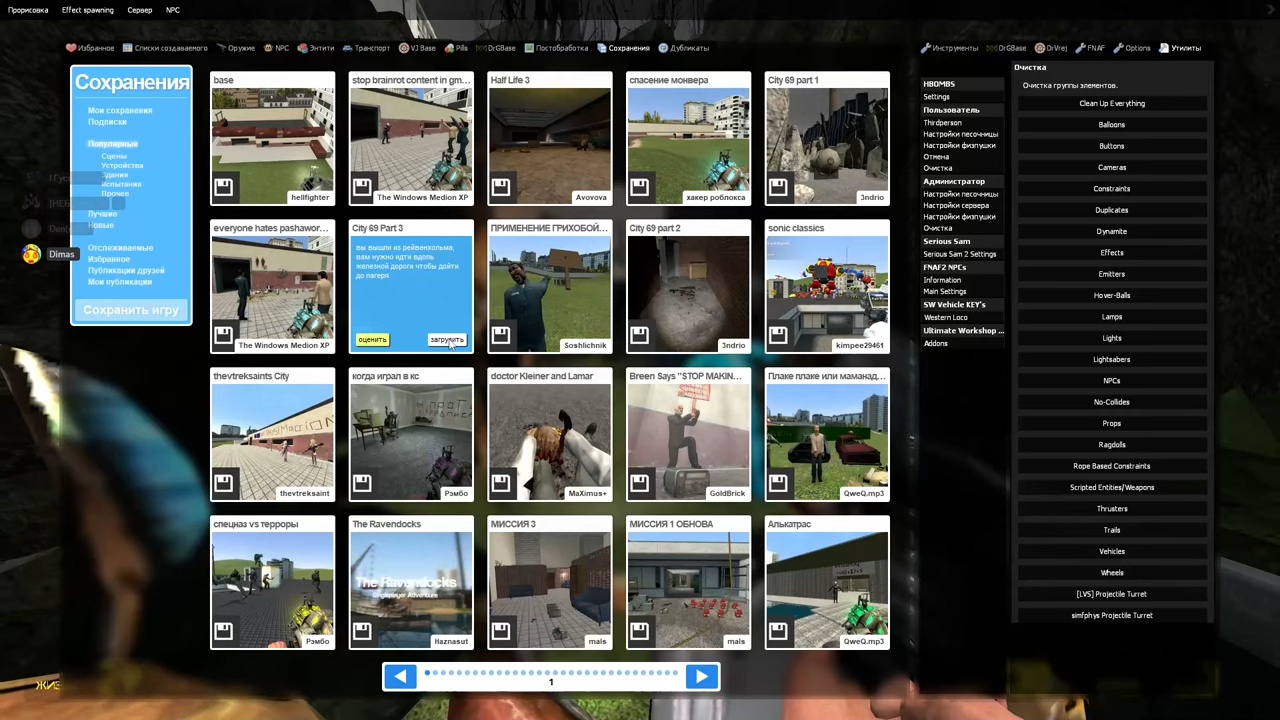 Прорисовка Effect spawning Сервер NPC
Избранное Списки создаваемого Оружие NPC Энтити Транспорт VJ Base Pills DrGBase Постобработка Сохранения Дубликаты
Инструменты DrGBase DrVrej FNAF Options Утилиты
Сохранения
Мои сохранения
Подписки
Популярные
Сцены
Устройства
Здания
Испытания
Прочее
Лучшие
Новые
Отслеживаемые
Избранное
Публикации друзей
Мои публикации
Сохранить игру
Dimas
base
hellfighter
stop brainrot content in gm...
The Windows Medion XP
Half Life 3
Avovova
спасение монвера
хакер роблокса
City 69 part 1
3ndrio
everyone hates pashawor...
The Windows Medion XP
City 69 Part 3
вы вышли из рейвенхольма,
вам нужно идти вдоль
железной дороги чтобы дойти
до лагеря
оценить загрузить
ПРИМЕНЕНИЕ ГРИХОБОЙ...
Soshlichnik
City 69 part 2
3ndrio
sonic classics
kimpee29461
thevtreksaints City
thevtreksaint
когда играл в кс
Рэмбо
doctor Kleiner and Lamar
MaXimus+
Breen Says "STOP MAKIN...
GoldBrick
Плаке плаке или маманад...
QweQ.mp3
спецназ vs терроры
Рэмбо
The Ravendocks
The Ravendocks
Singleplayer Adventure
Haznasut
МИССИЯ 3
mals
МИССИЯ 1 ОБНОВА
mals
Алькатрас
QweQ.mp3
1
HBOMBS
Settings
Пользователь
Thirdperson
Настройки песочницы
Настройки физпушки
Отмена
Очистка
Администратор
Настройки песочницы
Настройки сервера
Настройки физпушки
Очистка
Serious Sam
Serious Sam 2 Settings
FNAF2 NPCs
Information
Main Settings
SW Vehicle KEY's
Western Loco
Ultimate Workshop ...
Addons
Очистка
Очистка группы элементов.
Clean Up Everything
Balloons
Buttons
Cameras
Constraints
Duplicates
Dynamite
Effects
Emitters
Hover-Balls
Lamps
Lights
Lightsabers
NPCs
No-Collides
Props
Ragdolls
Rope Based Constraints
Scripted Entities/Weapons
Thrusters
Trails
Vehicles
Wheels
[LVS] Projectile Turret
simfphys Projectile Turret